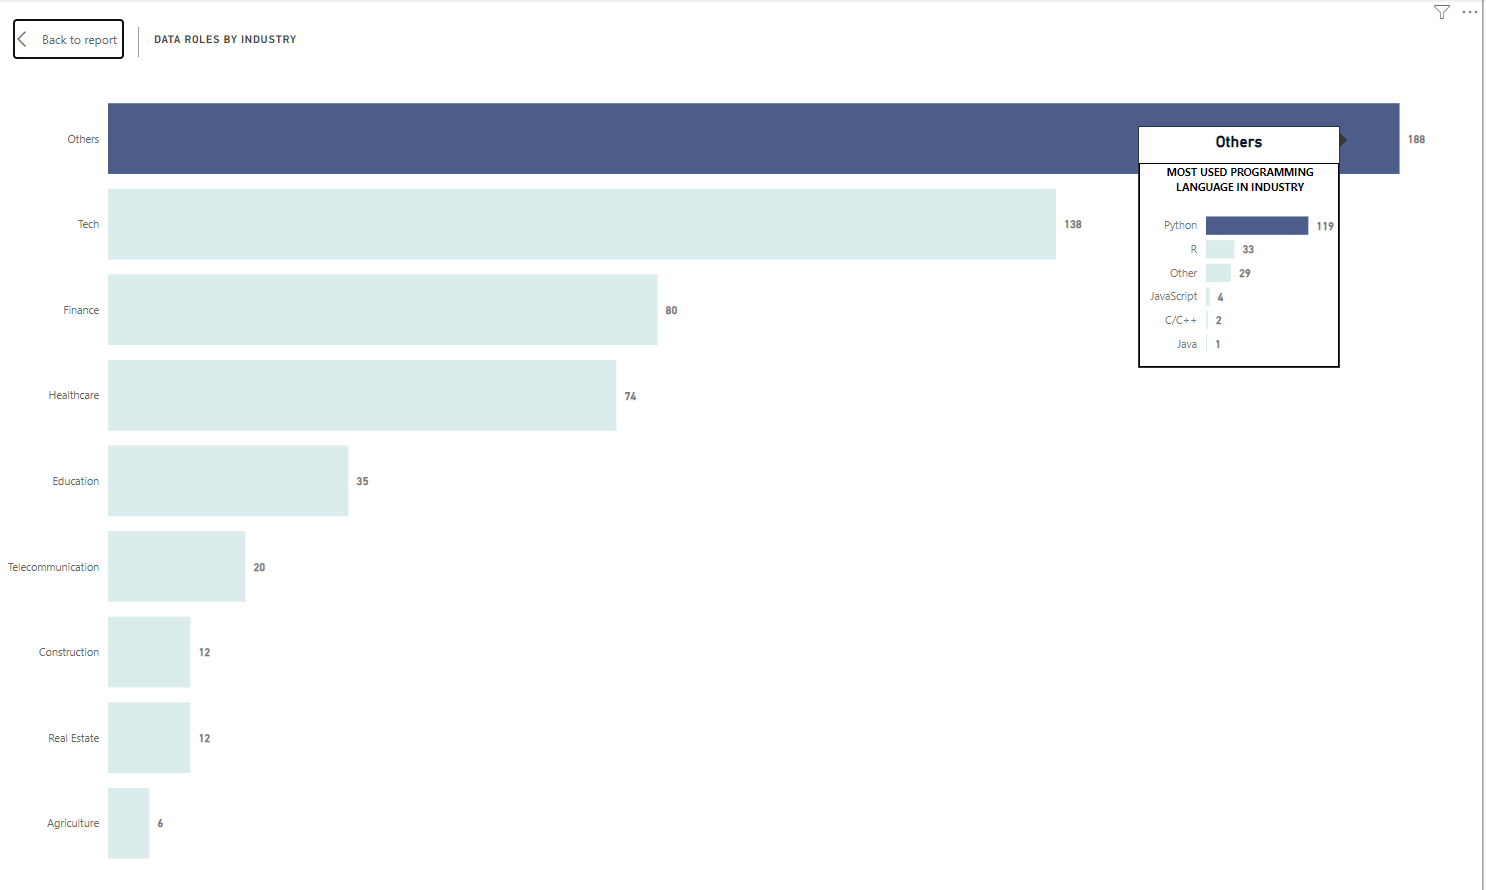 Back to report
DATA ROLES BY INDUSTRY
Others
188
Tech
138
Finance
80
Healthcare
74
Education
35
Telecommunication
20
Construction
12
Real Estate
12
Agriculture
6
Others
MOST USED PROGRAMMING
LANGUAGE IN INDUSTRY
Python
119
R
33
Other
29
JavaScript
4
C/C++
2
Java
1